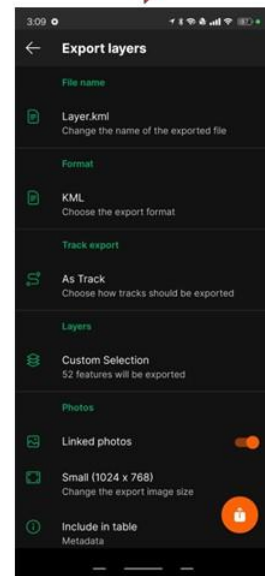 3:09
Export layers
File name
Layer.kml
Change the name of the exported file
Format
KML
Choose the export format
Track export
As Track
Choose how tracks should be exported
Layers
Custom Selection
52 features will be exported
Photos
Linked photos
Small (1024 x 768)
Change the export image size
Include in table
Metadata